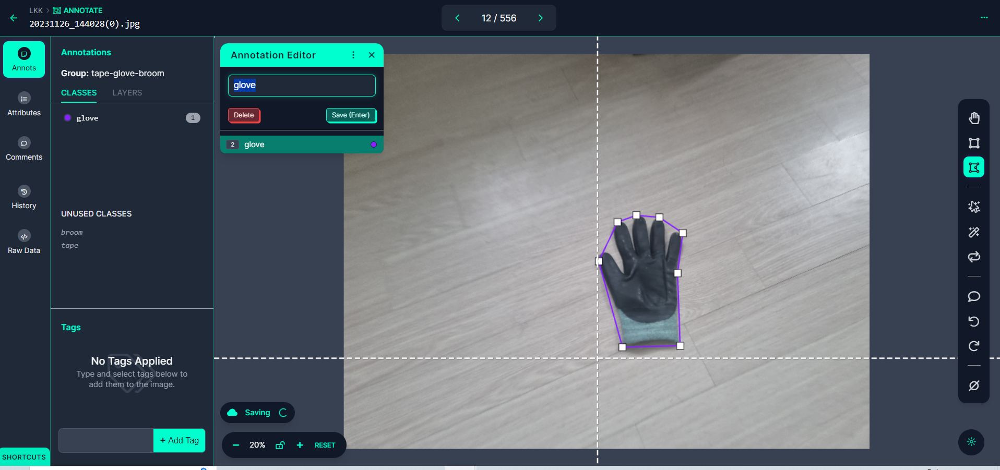 LKK > ANNOTATE
20231126_144028(0).jpg
12 / 556
Annots
Attributes
Comments
History
Raw Data
SHORTCUTS
Annotations
Group: tape-glove-broom
CLASSES LAYERS
glove 1
UNUSED CLASSES
broom
tape
Tags
No Tags Applied
Type and select tags below to
add them to the image.
+ Add Tag
Annotation Editor
glove
Delete Save (Enter)
2 glove
Saving
20% RESET